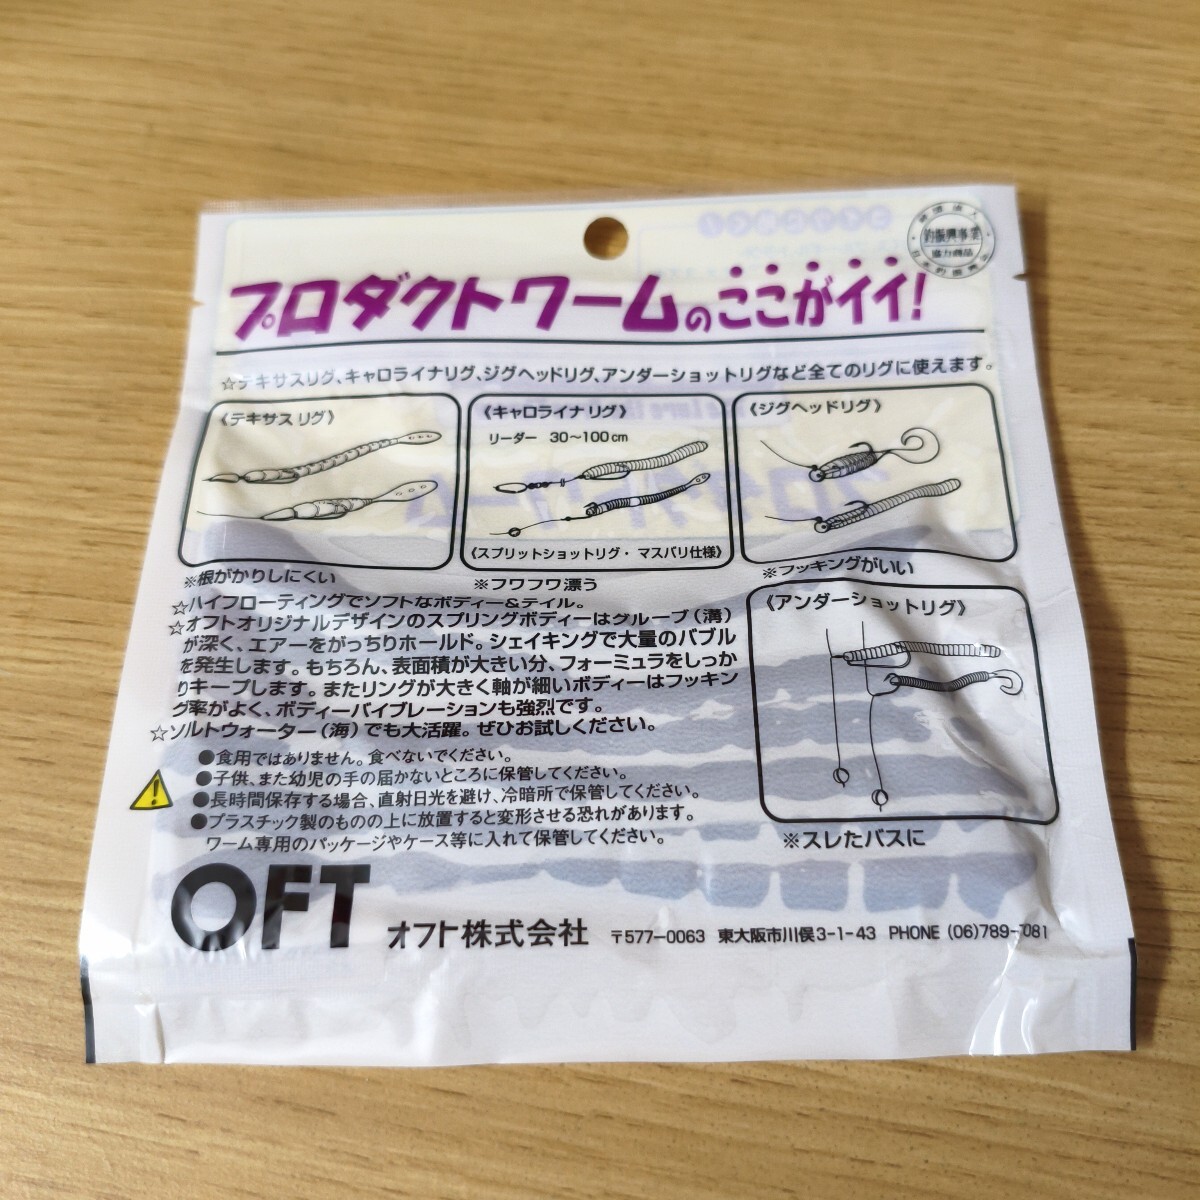 プロダクトワームのここがイイ!
釣振興事業
協力商品
☆テキサスリグ、キャロライナリグ、ジグヘッドリグ、アンダーショットリグなど全てのリグに使えます。
《テキサスリグ》
※根がかりしにくい
《キャロライナリグ》
リーダー 30〜100cm
《スプリットショットリグ・マスバリ仕様》
※フワフワ漂う
《ジグヘッドリグ》
※フッキングがいい
《アンダーショットリグ》
※スレたバスに
☆ハイフローティングでソフトなボディー&テイル。
☆オフトオリジナルデザインのスプリングボディーはグルーブ(溝)
が深く、エアーをがっちりホールド。シェイキングで大量のバブル
を発生します。もちろん、表面積が大きい分、フォーミュラをしっか
りキープします。またリングが大きく軸が細いボディーはフッキン
グ率がよく、ボディーバイブレーションも強烈です。
☆ソルトウォーター(海)でも大活躍。ぜひお試しください。
●食用ではありません。食べないでください。
●子供、また幼児の手の届かないところに保管してください。
●長時間保存する場合、直射日光を避け、冷暗所で保管してください。
●プラスチック製のものの上に放置すると変形させる恐れがあります。
ワーム専用のパッケージやケース等に入れて保管してください。
OFT オフト株式会社 〒577-0063 東大阪市川俣3-1-43 PHONE (06)789-7081